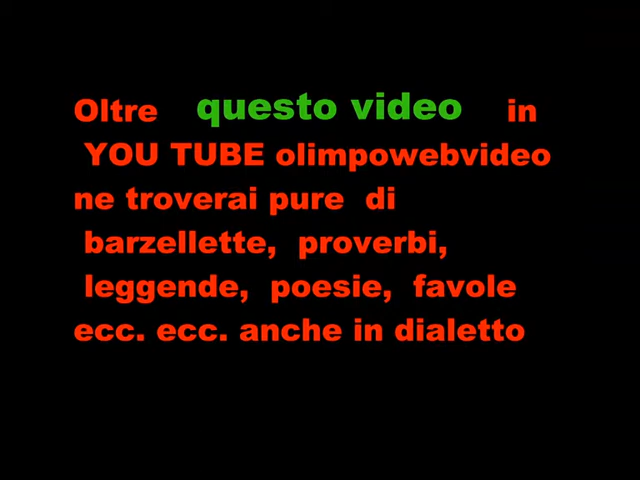 Oltre questo video in
YOU TUBE olimpowebvideo
ne troverai pure di
barzellette, proverbi,
leggende, poesie, favole
ecc. ecc. anche in dialetto